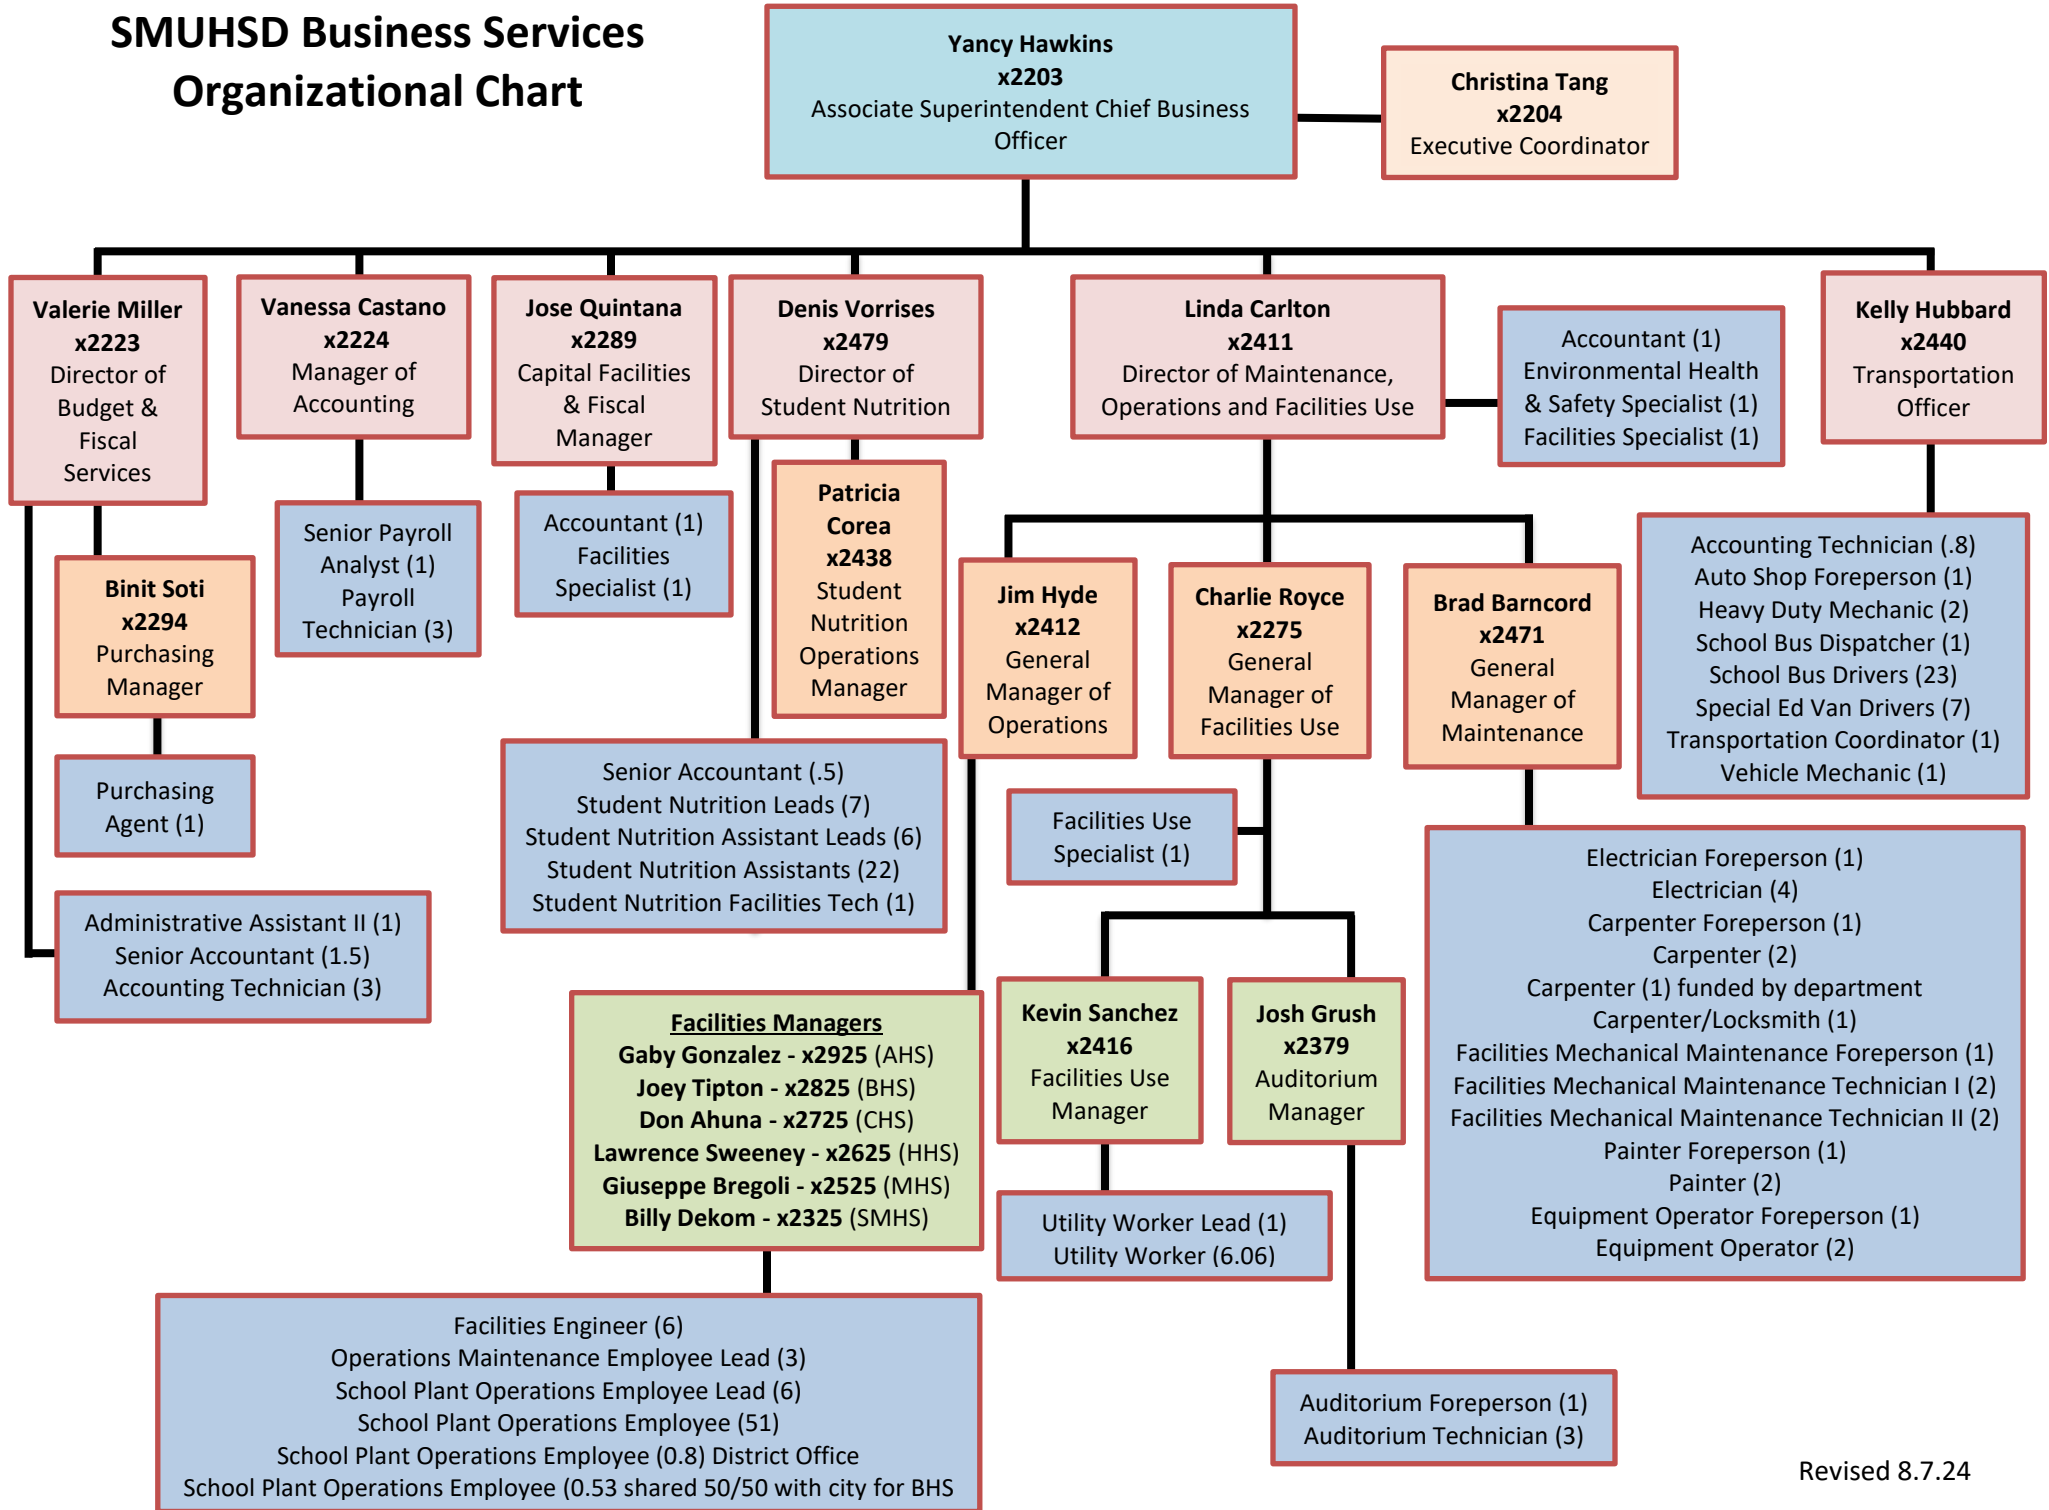 SMUHSD Business Services
Organizational Chart
Yancy Hawkins
x2203
Associate Superintendent Chief Business
Officer
Christina Tang
x2204
Executive Coordinator
Valerie Miller
x2223
Director of
Budget &
Fiscal
Services
Vanessa Castano
x2224
Manager of
Accounting
Jose Quintana
x2289
Capital Facilities
& Fiscal
Manager
Denis Vorrises
x2479
Director of
Student Nutrition
Linda Carlton
x2411
Director of Maintenance,
Operations and Facilities Use
Accountant (1)
Environmental Health
& Safety Specialist (1)
Facilities Specialist (1)
Kelly Hubbard
x2440
Transportation
Officer
Binit Soti
x2294
Purchasing
Manager
Purchasing
Agent (1)
Administrative Assistant II (1)
Senior Accountant (1.5)
Accounting Technician (3)
Senior Payroll
Analyst (1)
Payroll
Technician (3)
Accountant (1)
Facilities
Specialist (1)
Patricia
Corea
x2438
Student
Nutrition
Operations
Manager
Senior Accountant (.5)
Student Nutrition Leads (7)
Student Nutrition Assistant Leads (6)
Student Nutrition Assistants (22)
Student Nutrition Facilities Tech (1)
Jim Hyde
x2412
General
Manager of
Operations
Charlie Royce
x2275
General
Manager of
Facilities Use
Brad Barncord
x2471
General
Manager of
Maintenance
Accounting Technician (.8)
Auto Shop Foreperson (1)
Heavy Duty Mechanic (2)
School Bus Dispatcher (1)
School Bus Drivers (23)
Special Ed Van Drivers (7)
Transportation Coordinator (1)
Vehicle Mechanic (1)
Facilities Use
Specialist (1)
Facilities Managers
Gaby Gonzalez - x2925 (AHS)
Joey Tipton - x2825 (BHS)
Don Ahuna - x2725 (CHS)
Lawrence Sweeney - x2625 (HHS)
Giuseppe Bregoli - x2525 (MHS)
Billy Dekom - x2325 (SMHS)
Kevin Sanchez
x2416
Facilities Use
Manager
Josh Grush
x2379
Auditorium
Manager
Electrician Foreperson (1)
Electrician (4)
Carpenter Foreperson (1)
Carpenter (2)
Carpenter (1) funded by department
Carpenter/Locksmith (1)
Facilities Mechanical Maintenance Foreperson (1)
Facilities Mechanical Maintenance Technician I (2)
Facilities Mechanical Maintenance Technician II (2)
Painter Foreperson (1)
Painter (2)
Equipment Operator Foreperson (1)
Equipment Operator (2)
Utility Worker Lead (1)
Utility Worker (6.06)
Facilities Engineer (6)
Operations Maintenance Employee Lead (3)
School Plant Operations Employee Lead (6)
School Plant Operations Employee (51)
School Plant Operations Employee (0.8) District Office
School Plant Operations Employee (0.53 shared 50/50 with city for BHS
Auditorium Foreperson (1)
Auditorium Technician (3)
Revised 8.7.24